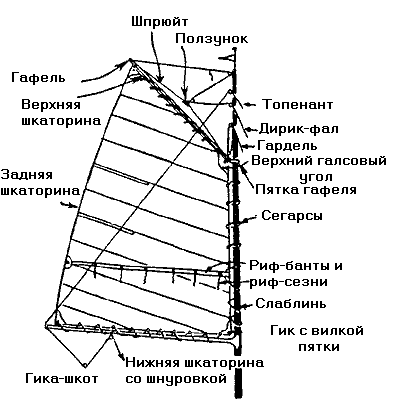 Шпрюйт
Ползунок
Гафель
Верхняя
шкаторина
Топенант
Дирик-фал
Гардель
Верхний галсовый
угол
Пятка гафеля
Задняя
шкаторина
Сегарсы
Риф-банты и
риф-сезни
Слаблинь
Гик с вилкой
пятки
Нижняя шкаторина
со шнуровкой
Гика-шкот